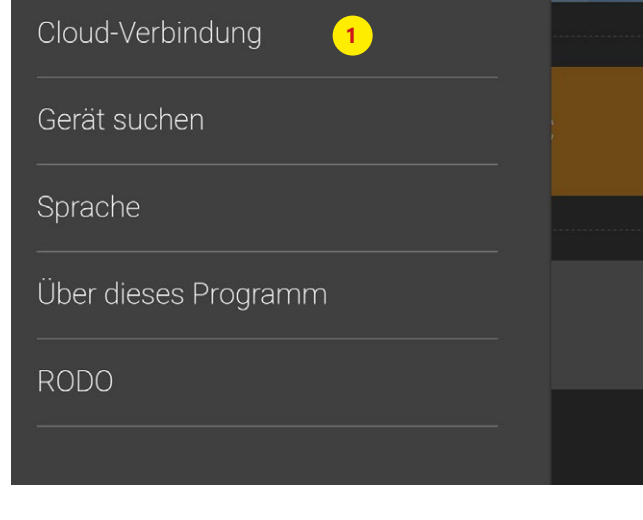 Cloud-Verbindung 1
Gerät suchen
Sprache
Über dieses Programm
RODO